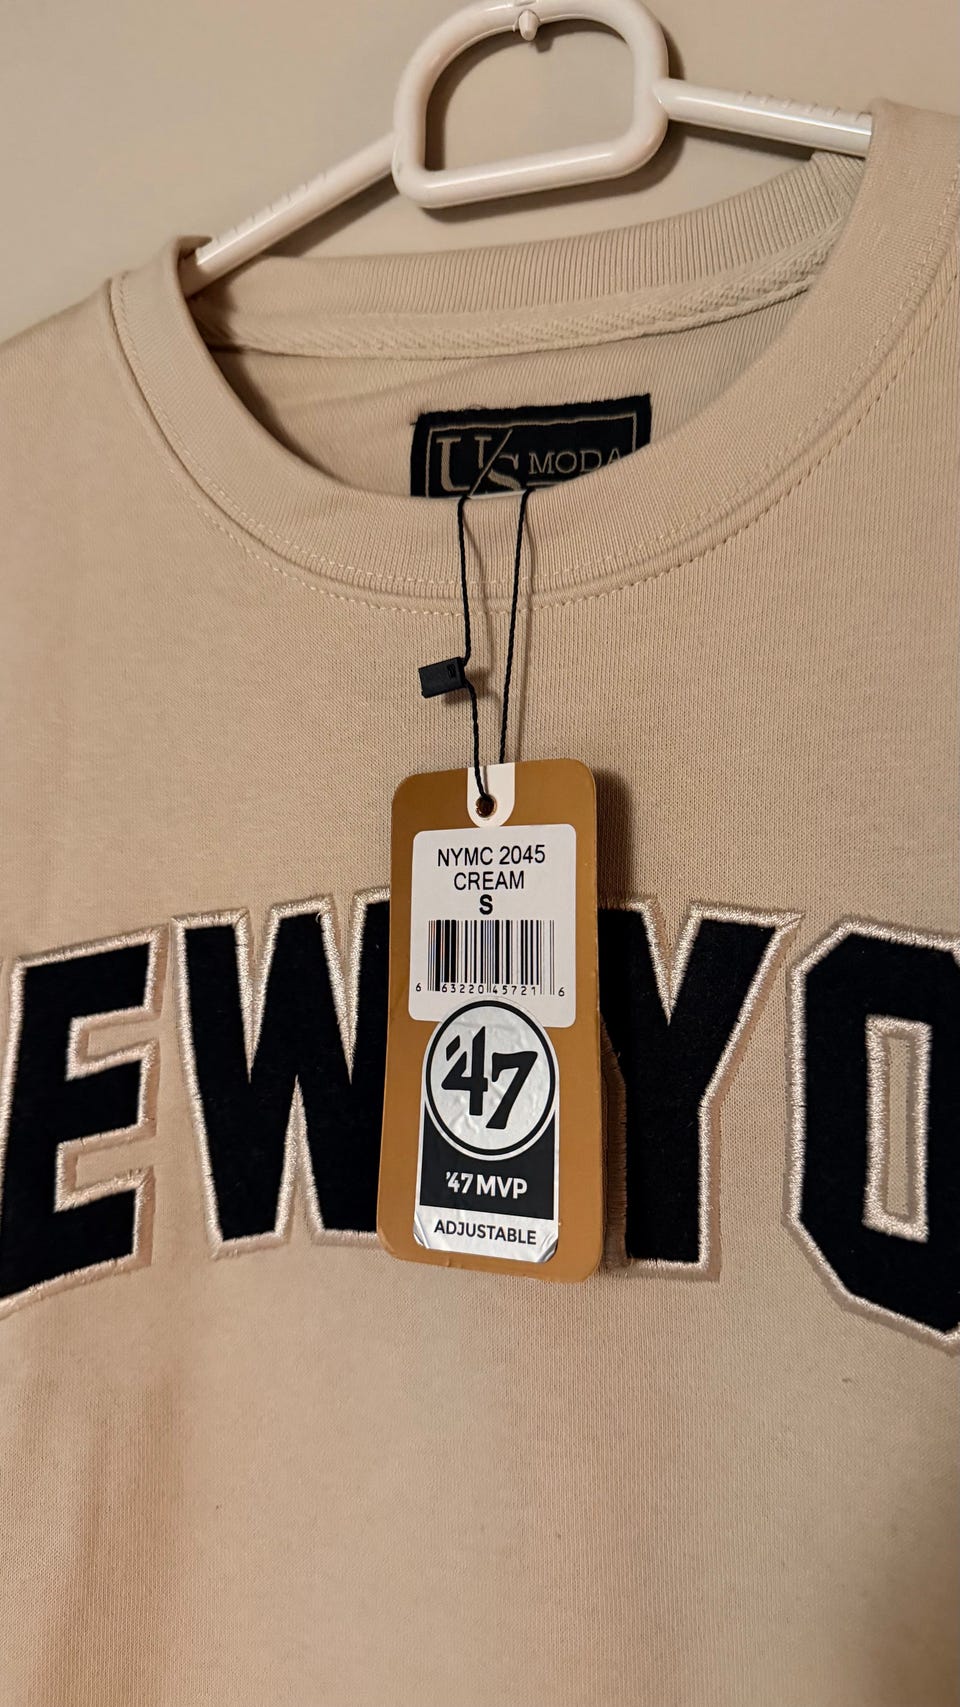 US MODA
NYMC 2045
CREAM
S
6 63220 45721 6
'47
'47 MVP
ADJUSTABLE
EW YO